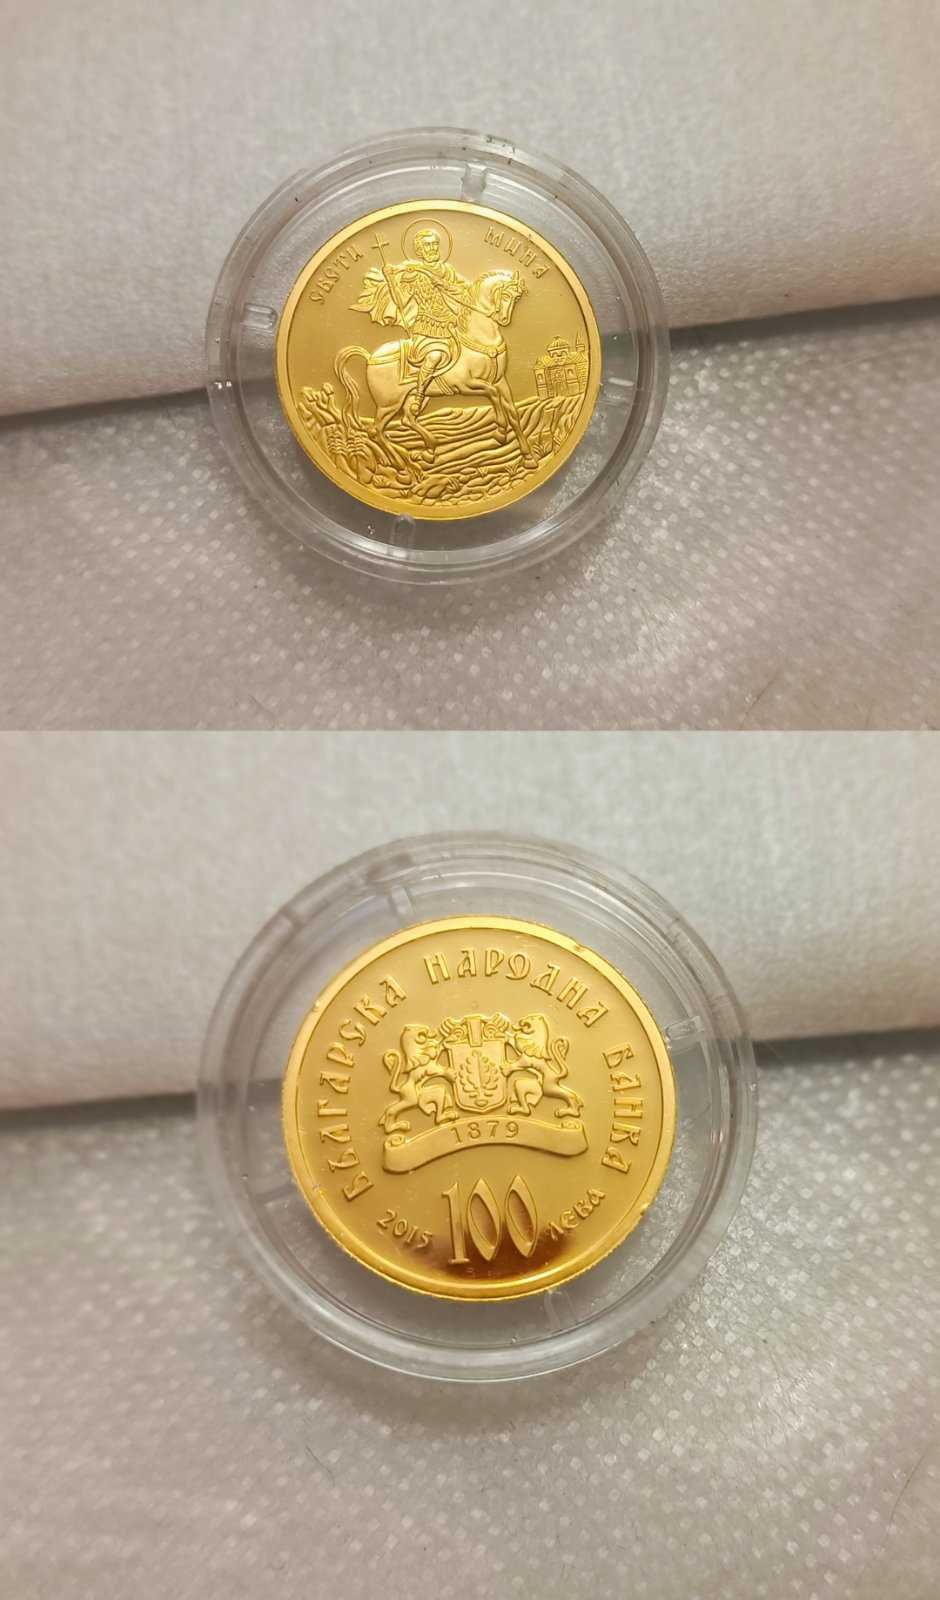 СВЕТИ МИНА
БЪЛГАРСКА НАРОДНА БАНКА
1879
2015 100 ЛЕВА